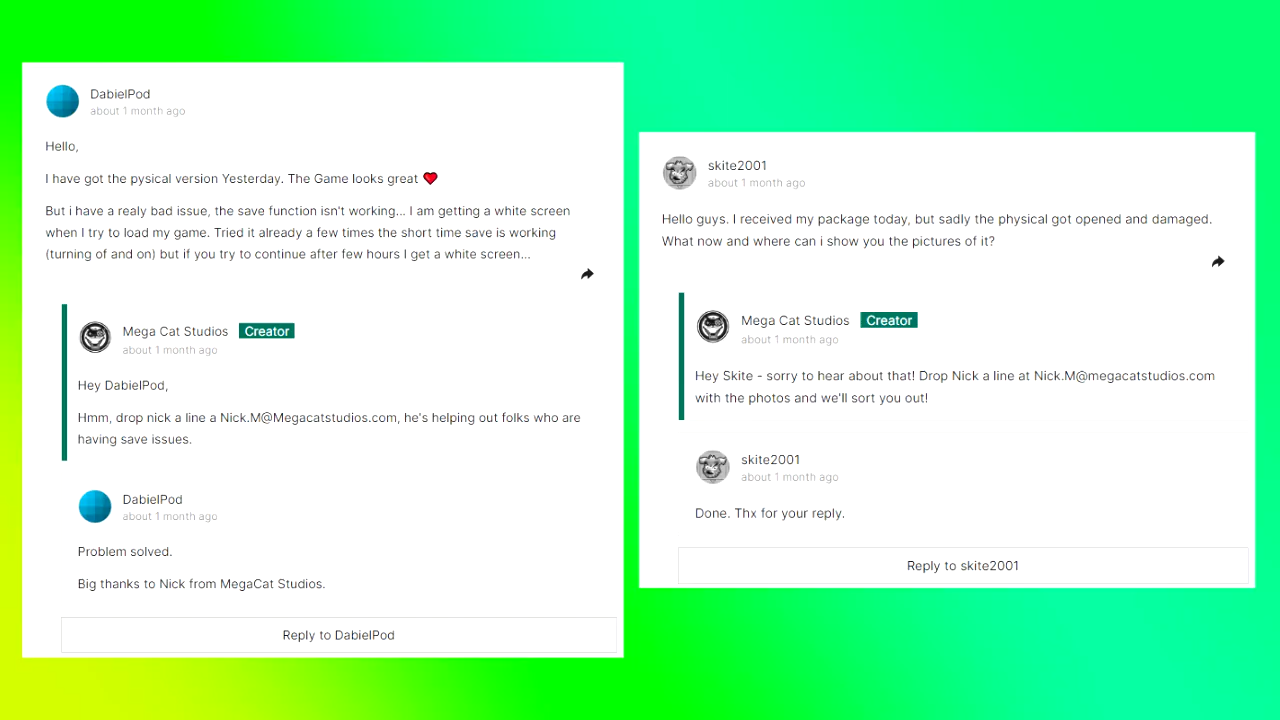 DabielPod
about 1 month ago
Hello,
I have got the pysical version Yesterday. The Game looks great ❤️
But i have a realy bad issue, the save function isn't working... I am getting a white screen
when I try to load my game. Tried it already a few times the short time save is working
(turning of and on) but if you try to continue after few hours I get a white screen...
Mega Cat Studios Creator
about 1 month ago
Hey DabielPod,
Hmm, drop nick a line a Nick.M@Megacatstudios.com, he's helping out folks who are
having save issues.
DabielPod
about 1 month ago
Problem solved.
Big thanks to Nick from MegaCat Studios.
Reply to DabielPod
skite2001
about 1 month ago
Hello guys. I received my package today, but sadly the physical got opened and damaged.
What now and where can i show you the pictures of it?
Mega Cat Studios Creator
about 1 month ago
Hey Skite - sorry to hear about that! Drop Nick a line at Nick.M@megacatstudios.com
with the photos and we'll sort you out!
skite2001
about 1 month ago
Done. Thx for your reply.
Reply to skite2001